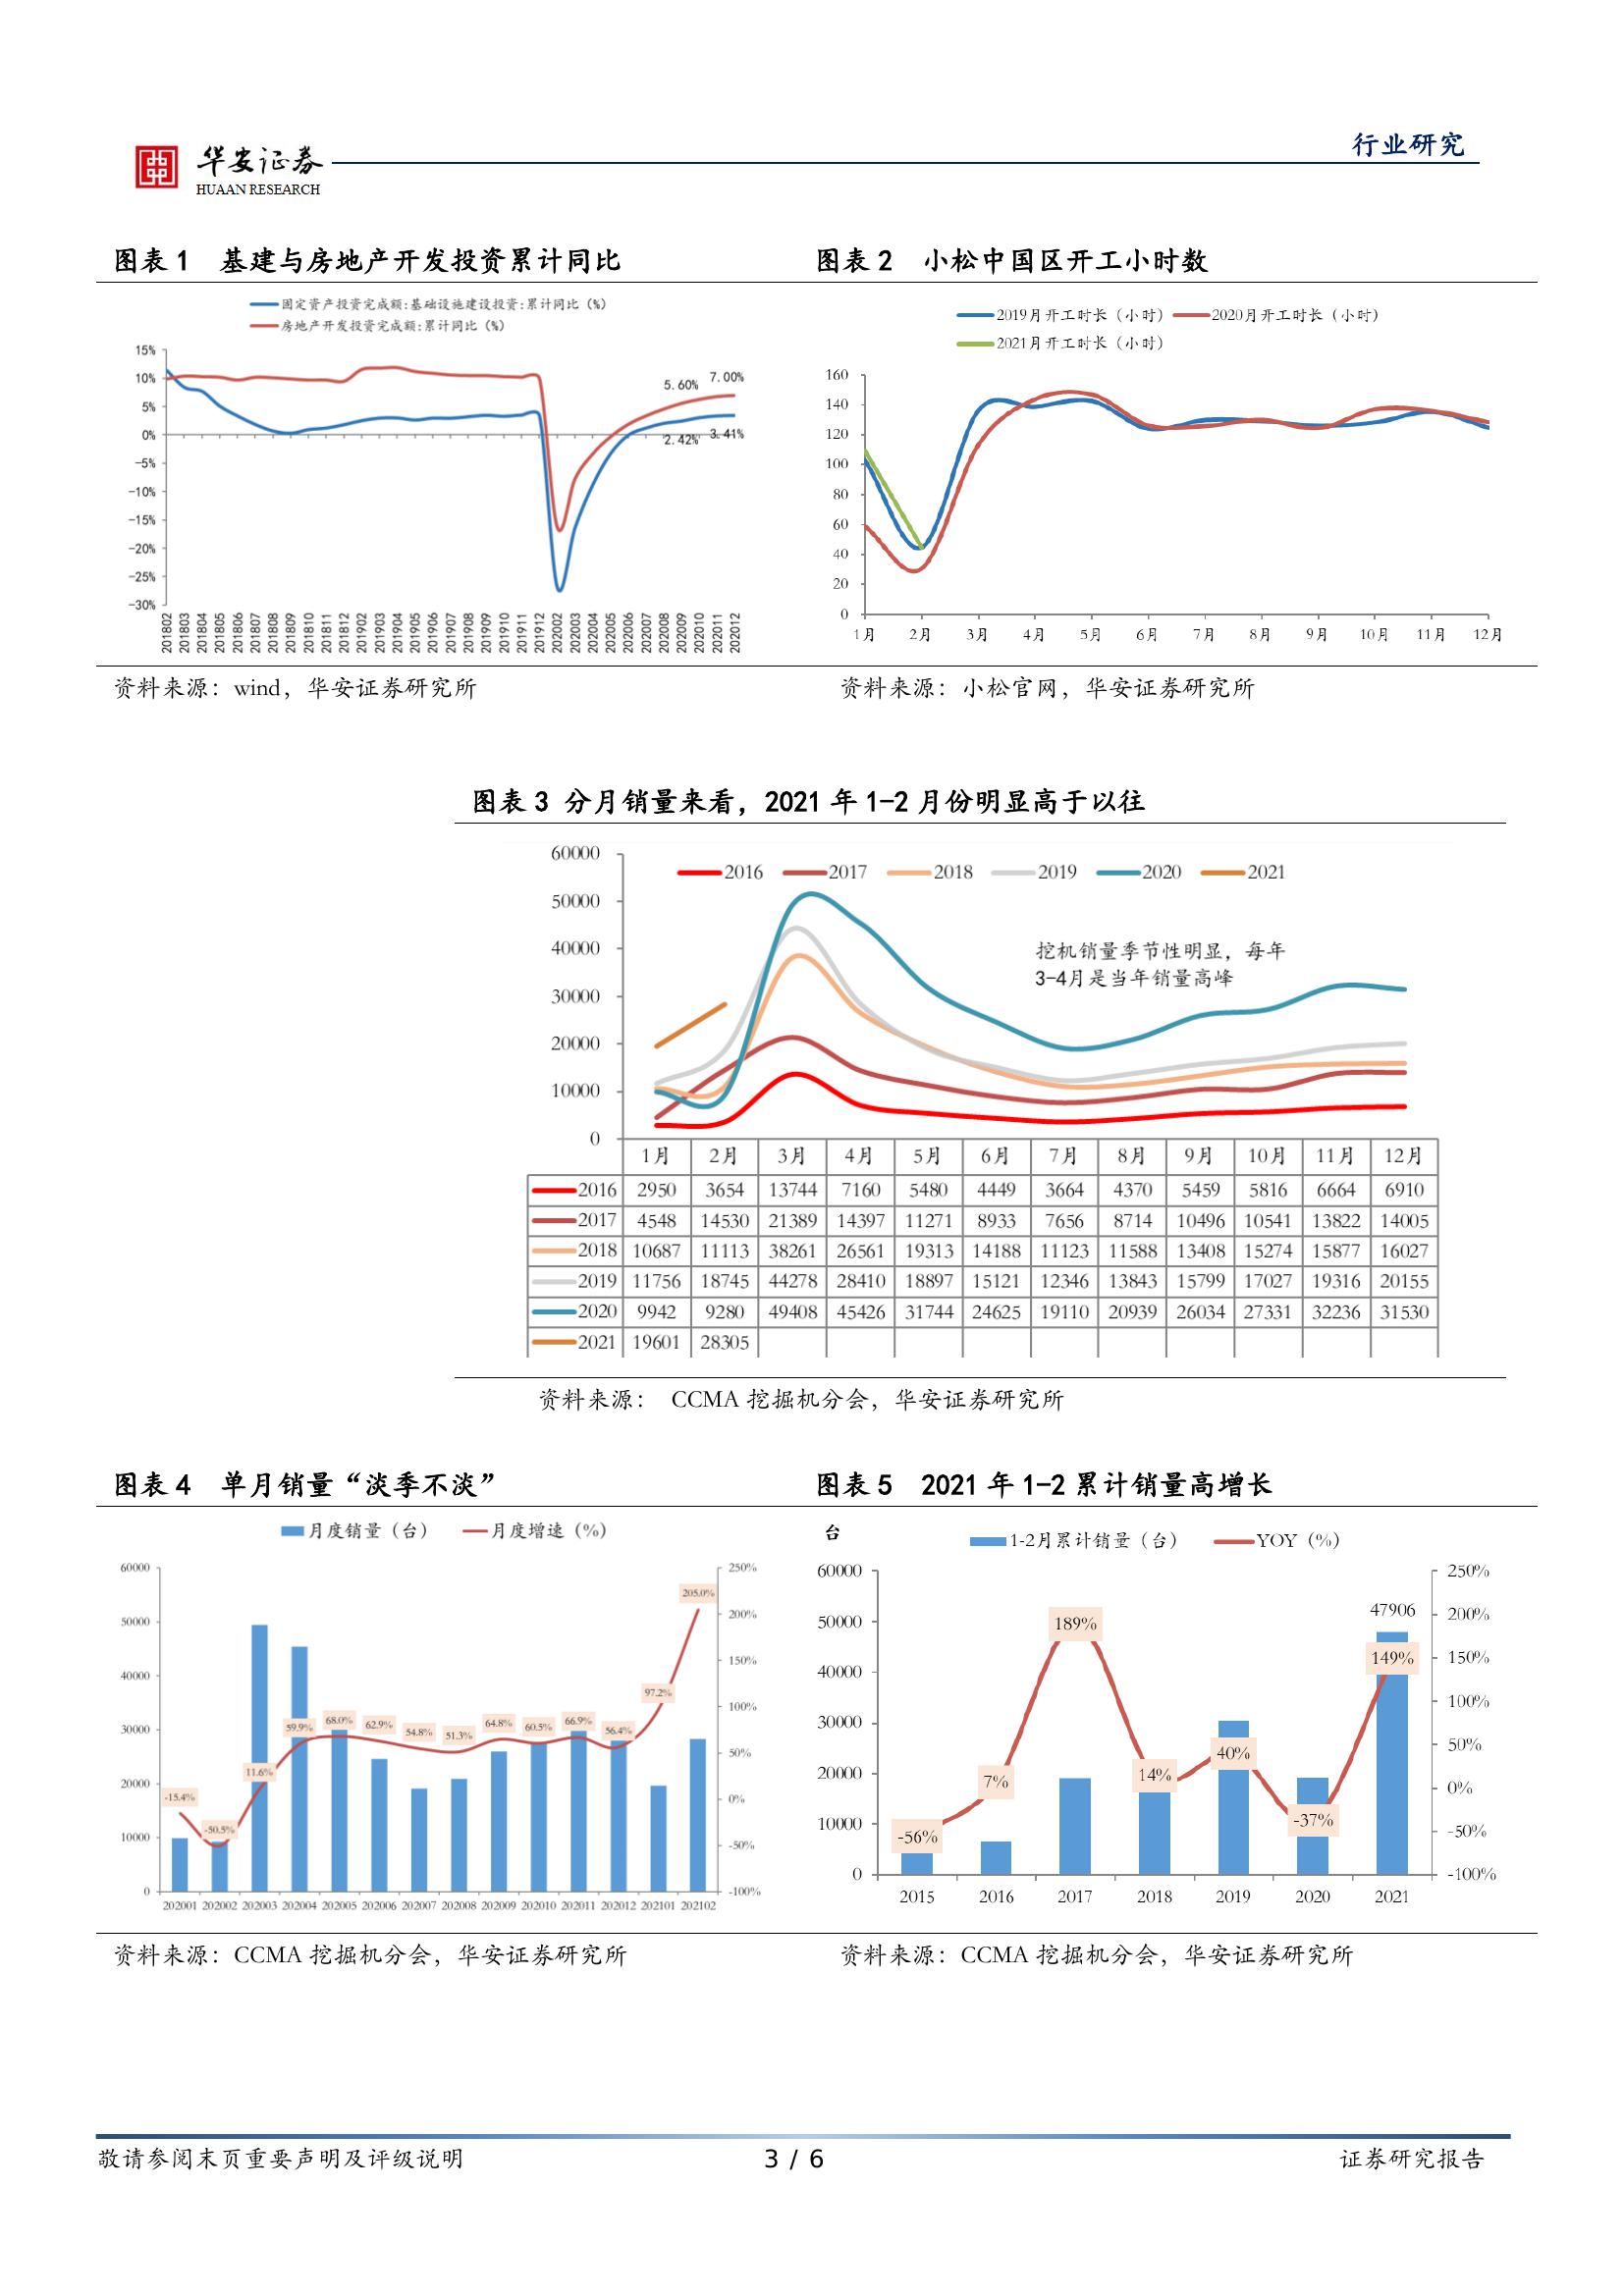 华安证券
HUAAN RESEARCH
行业研究
图表 1 基建与房地产开发投资累计同比
固定资产投资完成额:基础设施建设投资:累计同比（%）
房地产开发投资完成额:累计同比（%）
15%
10%
5%
0%
-5%
-10%
-15%
-20%
-25%
-30%
5.60%
7.00%
2.42%
3.41%
201802 201803 201804 201805 201806 201807 201808 201809 201810 201811 201812 201902 201903 201904 201905 201906 201907 201908 201909 201910 201911 201912 202002 202003 202004 202005 202006 202007 202008 202009 202010 202011 202012
资料来源：wind，华安证券研究所
图表 2 小松中国区开工小时数
2019月开工时长（小时） 2020月开工时长（小时）
2021月开工时长（小时）
160
140
120
100
80
60
40
20
0
1月 2月 3月 4月 5月 6月 7月 8月 9月 10月 11月 12月
资料来源：小松官网，华安证券研究所
图表 3 分月销量来看，2021 年 1-2 月份明显高于以往
2016 2017 2018 2019 2020 2021
60000
50000
40000
30000
20000
10000
0
挖机销量季节性明显，每年
3-4月是当年销量高峰
1月 2月 3月 4月 5月 6月 7月 8月 9月 10月 11月 12月
2016 2950 3654 13744 7160 5480 4449 3664 4370 5459 5816 6664 6910
2017 4548 14530 21389 14397 11271 8933 7656 8714 10496 10541 13822 14005
2018 10687 11113 38261 26561 19313 14188 11123 11588 13408 15274 15877 16027
2019 11756 18745 44278 28410 18897 15121 12346 13843 15799 17027 19316 20155
2020 9942 9280 49408 45426 31744 24625 19110 20939 26034 27331 32236 31530
2021 19601 28305
资料来源： CCMA 挖掘机分会，华安证券研究所
图表 4 单月销量“淡季不淡”
月度销量（台） 月度增速（%）
60000
50000
40000
30000
20000
10000
0
250%
200%
150%
100%
50%
0%
-50%
-100%
-15.4% -50.5% 11.6% 59.9% 68.0% 62.9% 54.8% 51.3% 64.8% 60.5% 66.9% 56.4% 97.2% 205.0%
202001 202002 202003 202004 202005 202006 202007 202008 202009 202010 202011 202012 202101 202102
资料来源：CCMA 挖掘机分会，华安证券研究所
图表 5 2021 年 1-2 累计销量高增长
台
1-2月累计销量（台） YOY（%）
60000
50000
40000
30000
20000
10000
0
250%
200%
150%
100%
50%
0%
-50%
-100%
47906
-56% 7% 189% 14% 40% -37% 149%
2015 2016 2017 2018 2019 2020 2021
资料来源：CCMA 挖掘机分会，华安证券研究所
敬请参阅末页重要声明及评级说明
3 / 6
证券研究报告